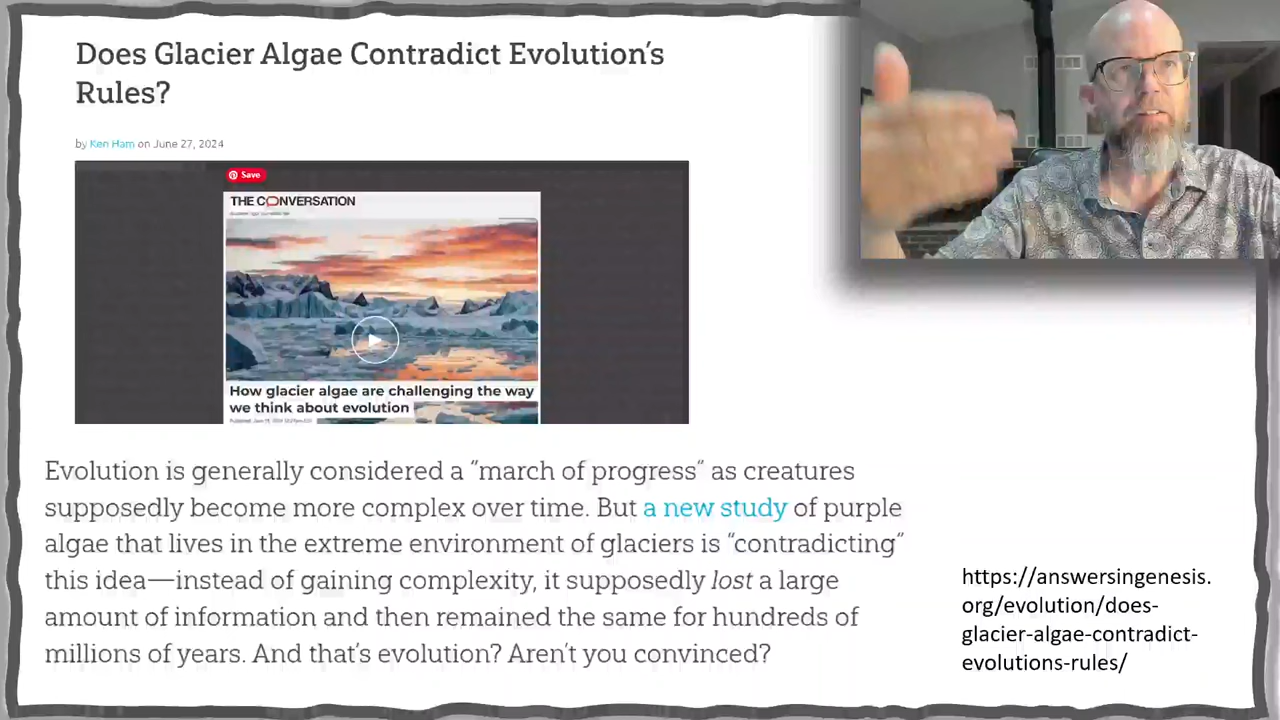 Does Glacier Algae Contradict Evolution's
Rules?
by Ken Ham on June 27, 2024
Save
THE CONVERSATION
How glacier algae are challenging the way
we think about evolution
Evolution is generally considered a “march of progress” as creatures
supposedly become more complex over time. But a new study of purple
algae that lives in the extreme environment of glaciers is “contradicting”
this idea—instead of gaining complexity, it supposedly lost a large
amount of information and then remained the same for hundreds of
millions of years. And that’s evolution? Aren’t you convinced?
https://answersingenesis.
org/evolution/does-
glacier-algae-contradict-
evolutions-rules/